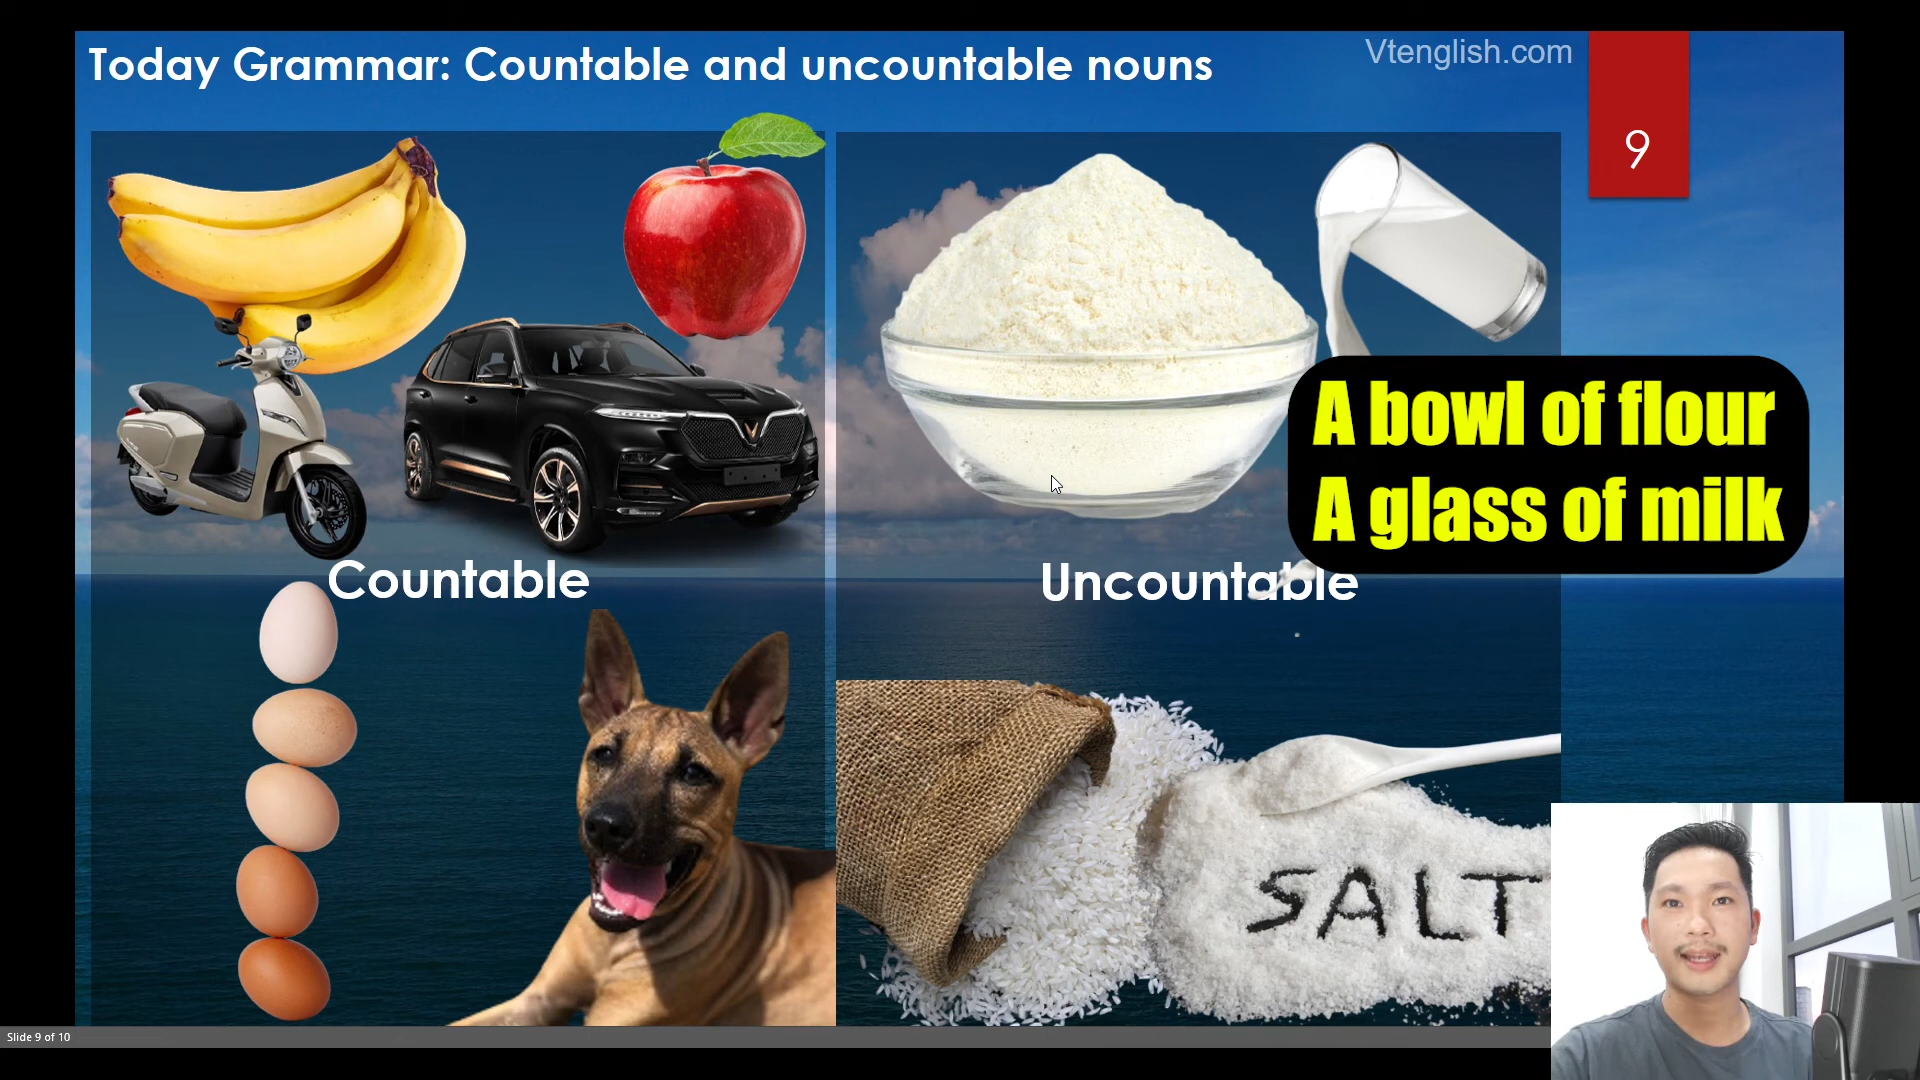 Today Grammar: Countable and uncountable nouns
Vtenglish.com
9
A bowl of flour
A glass of milk
Countable
Uncountable
SALT
Slide 9 of 10